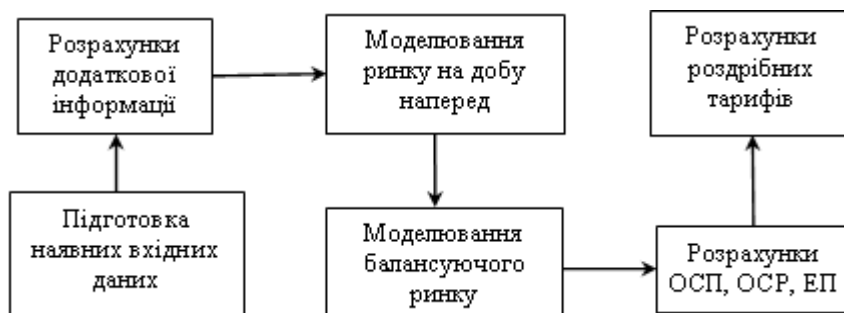 Розрахунки
додаткової
інформації
Моделювання
ринку на добу
наперед
Розрахунки
роздрібних
тарифів
Підготовка
наявних вхідних
даних
Моделювання
балансуючого
ринку
Розрахунки
ОСП, ОСР, ЕП